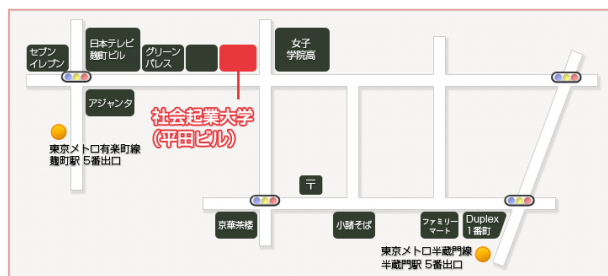 セブン
イレブン
日本テレビ
麹町ビル
グリーン
パレス
女子
学院高
アジャンタ
社会起業大学
（平田ビル）
東京メトロ有楽町線
麹町駅 5番出口
〒
京華茶楼
小諸そば
ファミリー
マート
Duplex
1番町
東京メトロ半蔵門線
半蔵門駅 5番出口